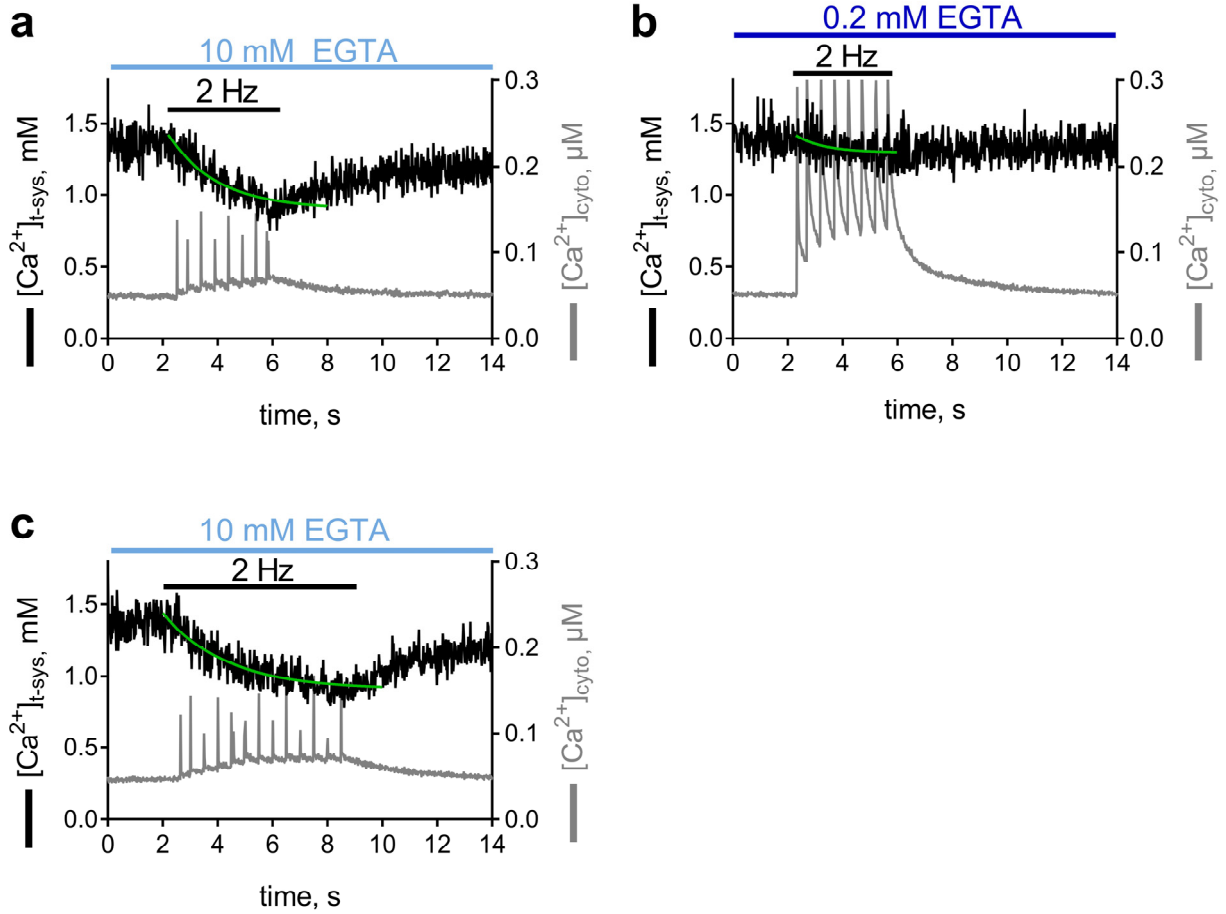 a
10 mM  EGTA
2 Hz
[Ca²⁺]t-sys, mM
1.5
1.0
0.5
0.0
0.3
0.2
0.1
0.0
[Ca²⁺]cyto, µM
0 2 4 6 8 10 12 14
time, s
b
0.2 mM EGTA
2 Hz
[Ca²⁺]t-sys, mM
1.5
1.0
0.5
0.0
0.3
0.2
0.1
0.0
[Ca²⁺]cyto, µM
0 2 4 6 8 10 12 14
time, s
c
10 mM EGTA
2 Hz
[Ca²⁺]t-sys, mM
1.5
1.0
0.5
0.0
0.3
0.2
0.1
0.0
[Ca²⁺]cyto, µM
0 2 4 6 8 10 12 14
time, s